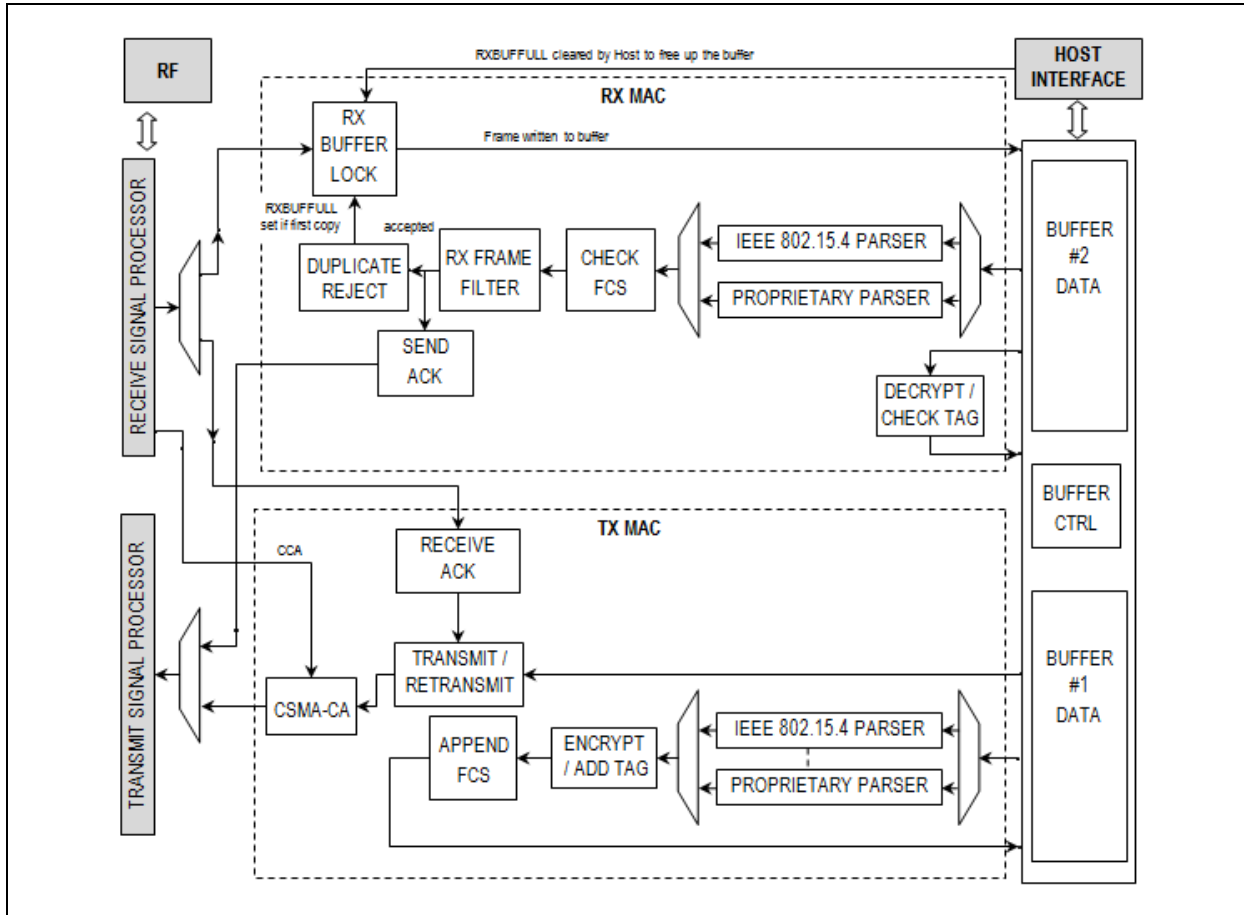 RXBUFFULL cleared by Host to free up the buffer
RF
HOST
INTERFACE
RX MAC
RX
BUFFER
LOCK
Frame written to buffer
RECEIVE SIGNAL PROCESSOR
RXBUFFULL
set if first copy
accepted
DUPLICATE
REJECT
RX FRAME
FILTER
CHECK
FCS
IEEE 802.15.4 PARSER
PROPRIETARY PARSER
BUFFER
#2
DATA
SEND
ACK
DECRYPT /
CHECK TAG
BUFFER
CTRL
TX MAC
TRANSMIT SIGNAL PROCESSOR
CCA
RECEIVE
ACK
TRANSMIT /
RETRANSMIT
CSMA-CA
APPEND
FCS
ENCRYPT
/ ADD TAG
IEEE 802.15.4 PARSER
PROPRIETARY PARSER
BUFFER
#1
DATA